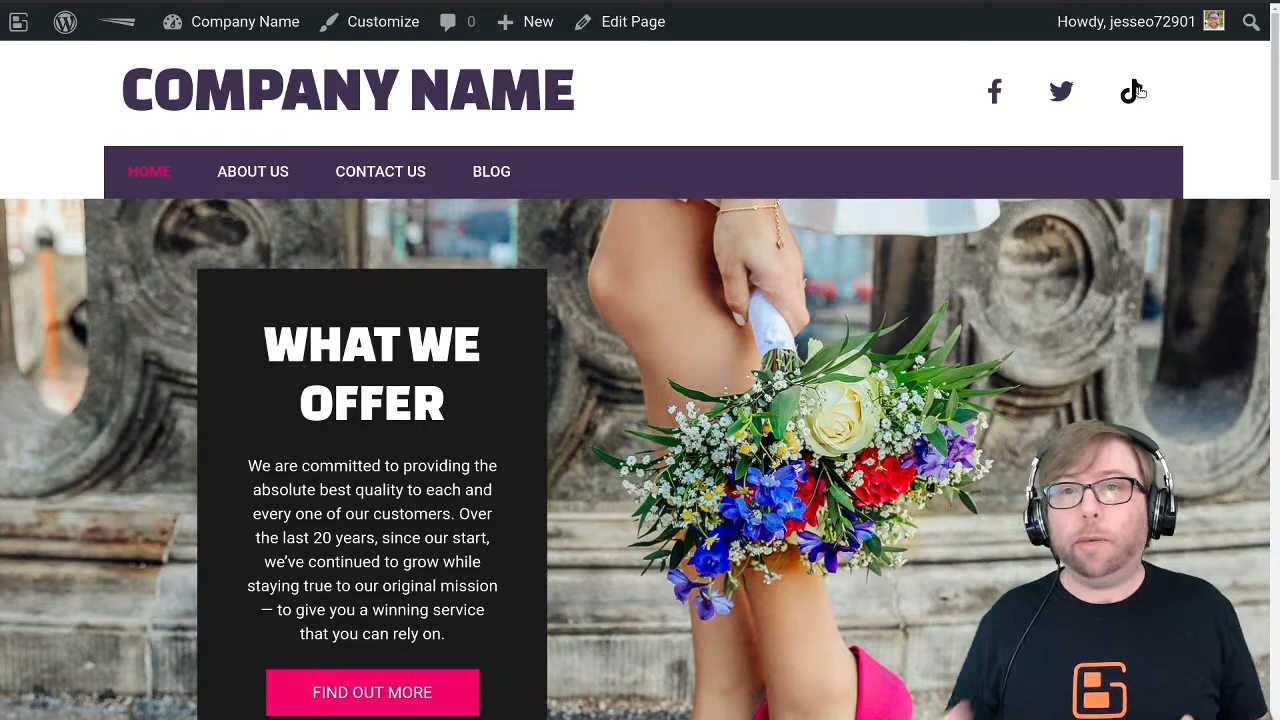 Company Name Customize 0 New Edit Page Howdy, jesseo72901
COMPANY NAME
HOME ABOUT US CONTACT US BLOG
WHAT WE
OFFER
We are committed to providing the
absolute best quality to each and
every one of our customers. Over
the last 20 years, since our start,
we've continued to grow while
staying true to our original mission
— to give you a winning service
that you can rely on.
FIND OUT MORE